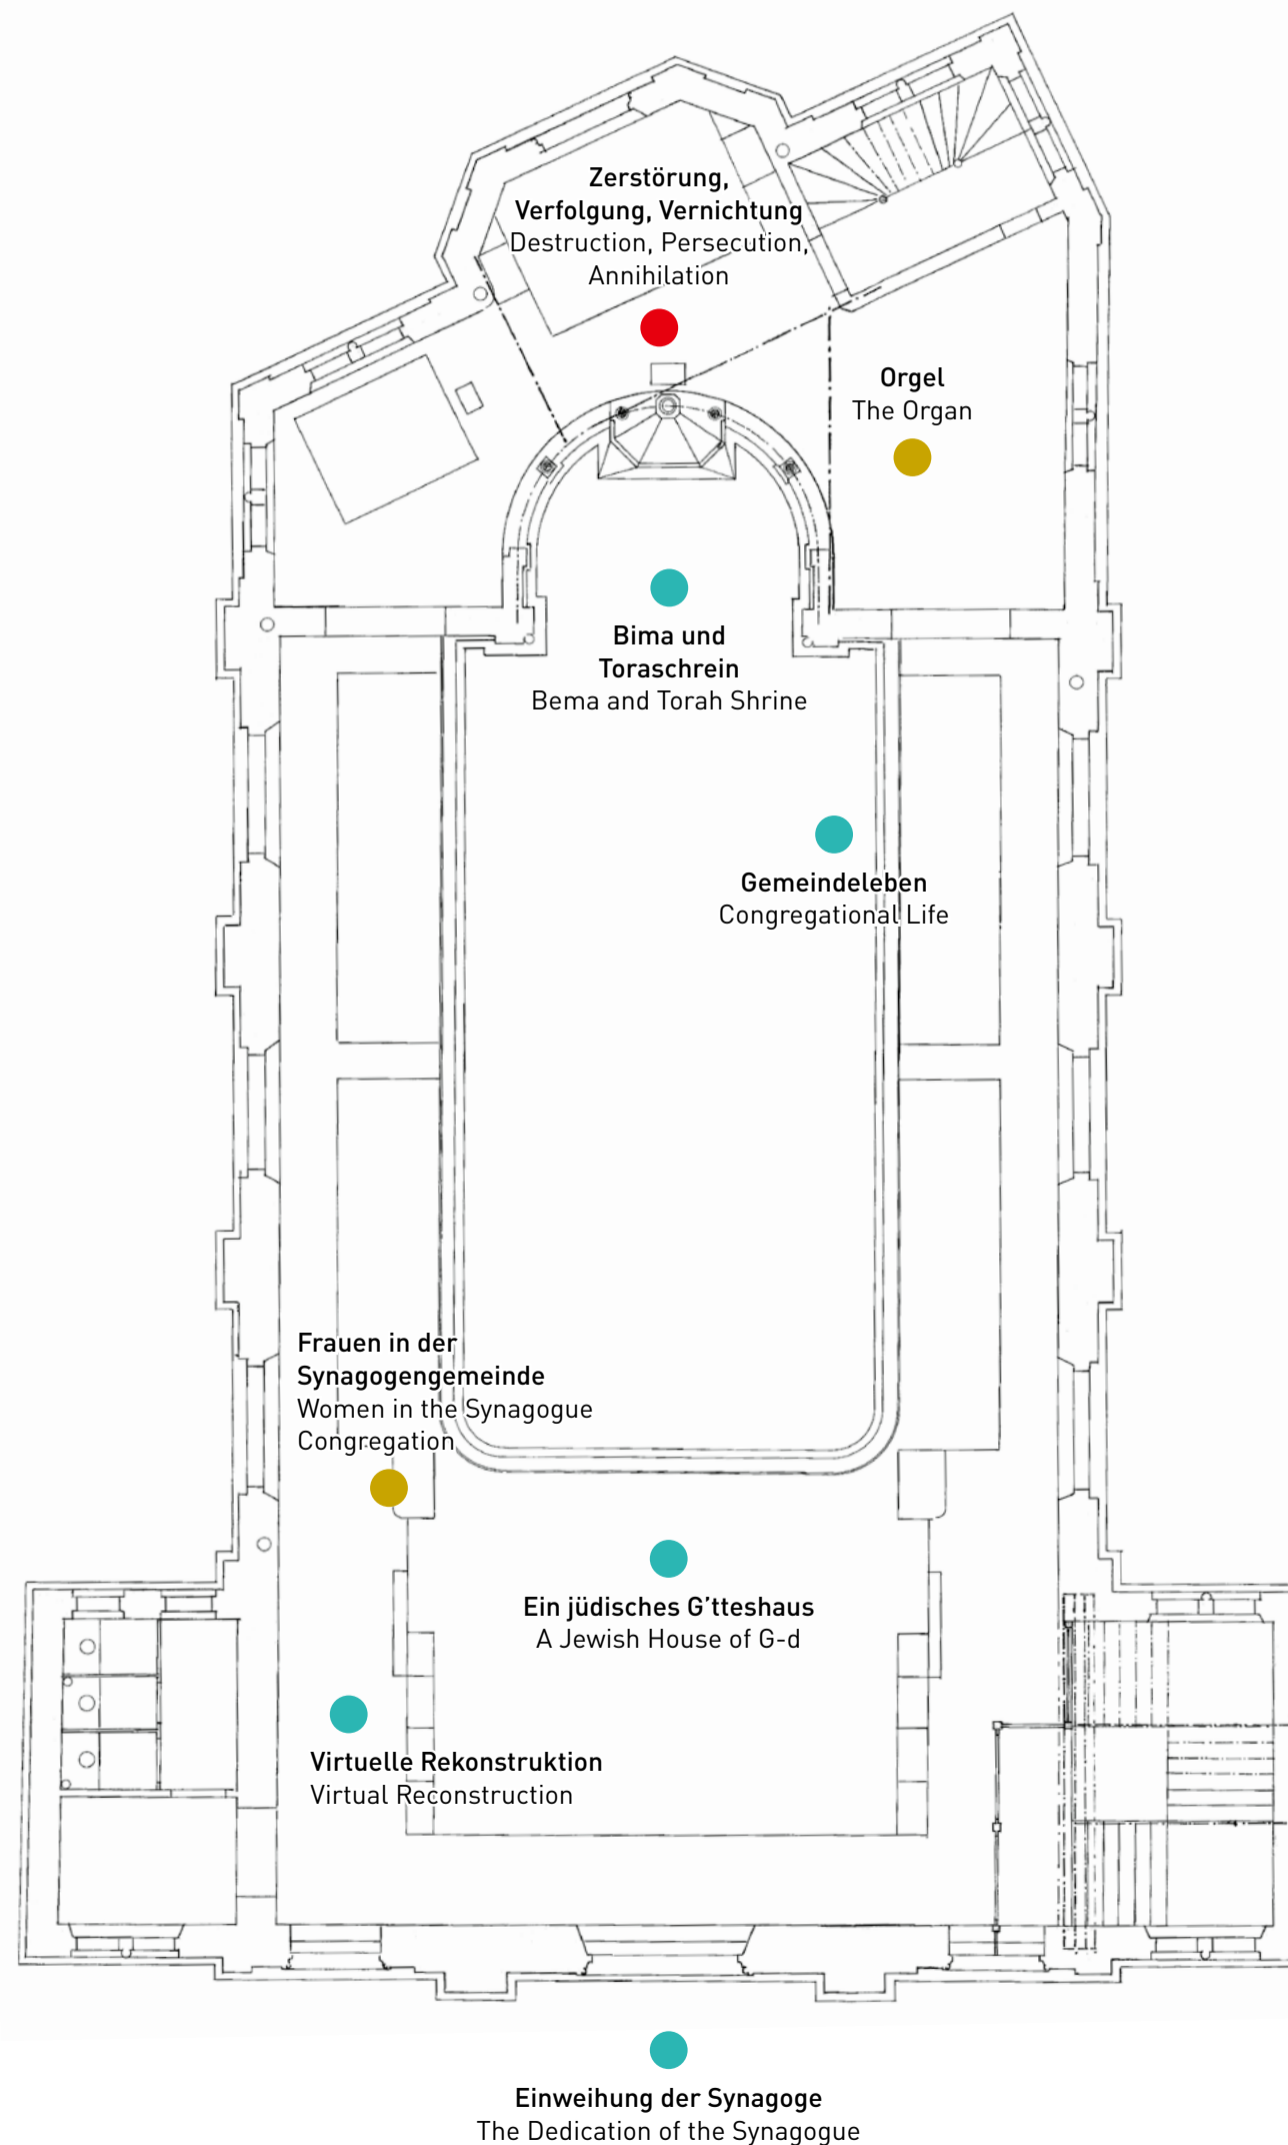 Zerstörung,
Verfolgung, Vernichtung
Destruction, Persecution,
Annihilation
Orgel
The Organ
Bima und
Toraschrein
Bema and Torah Shrine
Gemeindeleben
Congregational Life
Frauen in der
Synagogengemeinde
Women in the Synagogue
Congregation
Ein jüdisches G’tteshaus
A Jewish House of G-d
Virtuelle Rekonstruktion
Virtual Reconstruction
Einweihung der Synagoge
The Dedication of the Synagogue